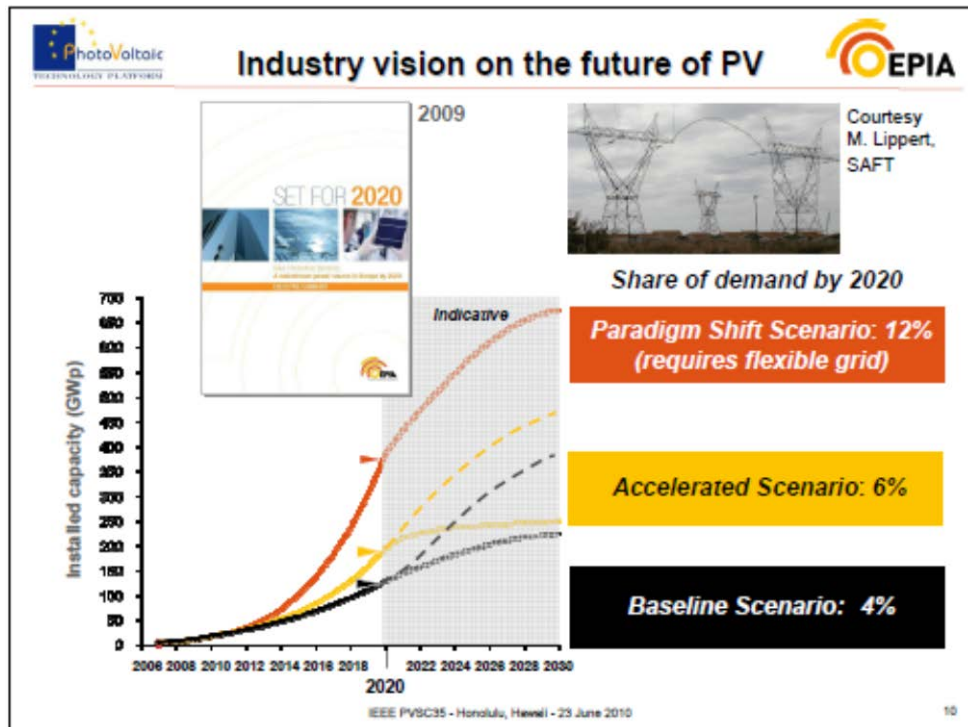 PhotoVoltaic
TECHNOLOGY PLATFORM
Industry vision on the future of PV
EPIA
2009
SET FOR 2020
EPIA
Courtesy
M. Lippert,
SAFT
Share of demand by 2020
Paradigm Shift Scenario: 12%
(requires flexible grid)
Accelerated Scenario: 6%
Baseline Scenario: 4%
Indicative
Installed capacity (GWp)
700
650
600
550
500
450
400
350
300
250
200
150
100
50
0
2006 2008 2010 2012 2014 2016 2018 2022 2024 2026 2028 2030
2020
IEEE PVSC35 - Honolulu, Hawaii - 23 June 2010
10